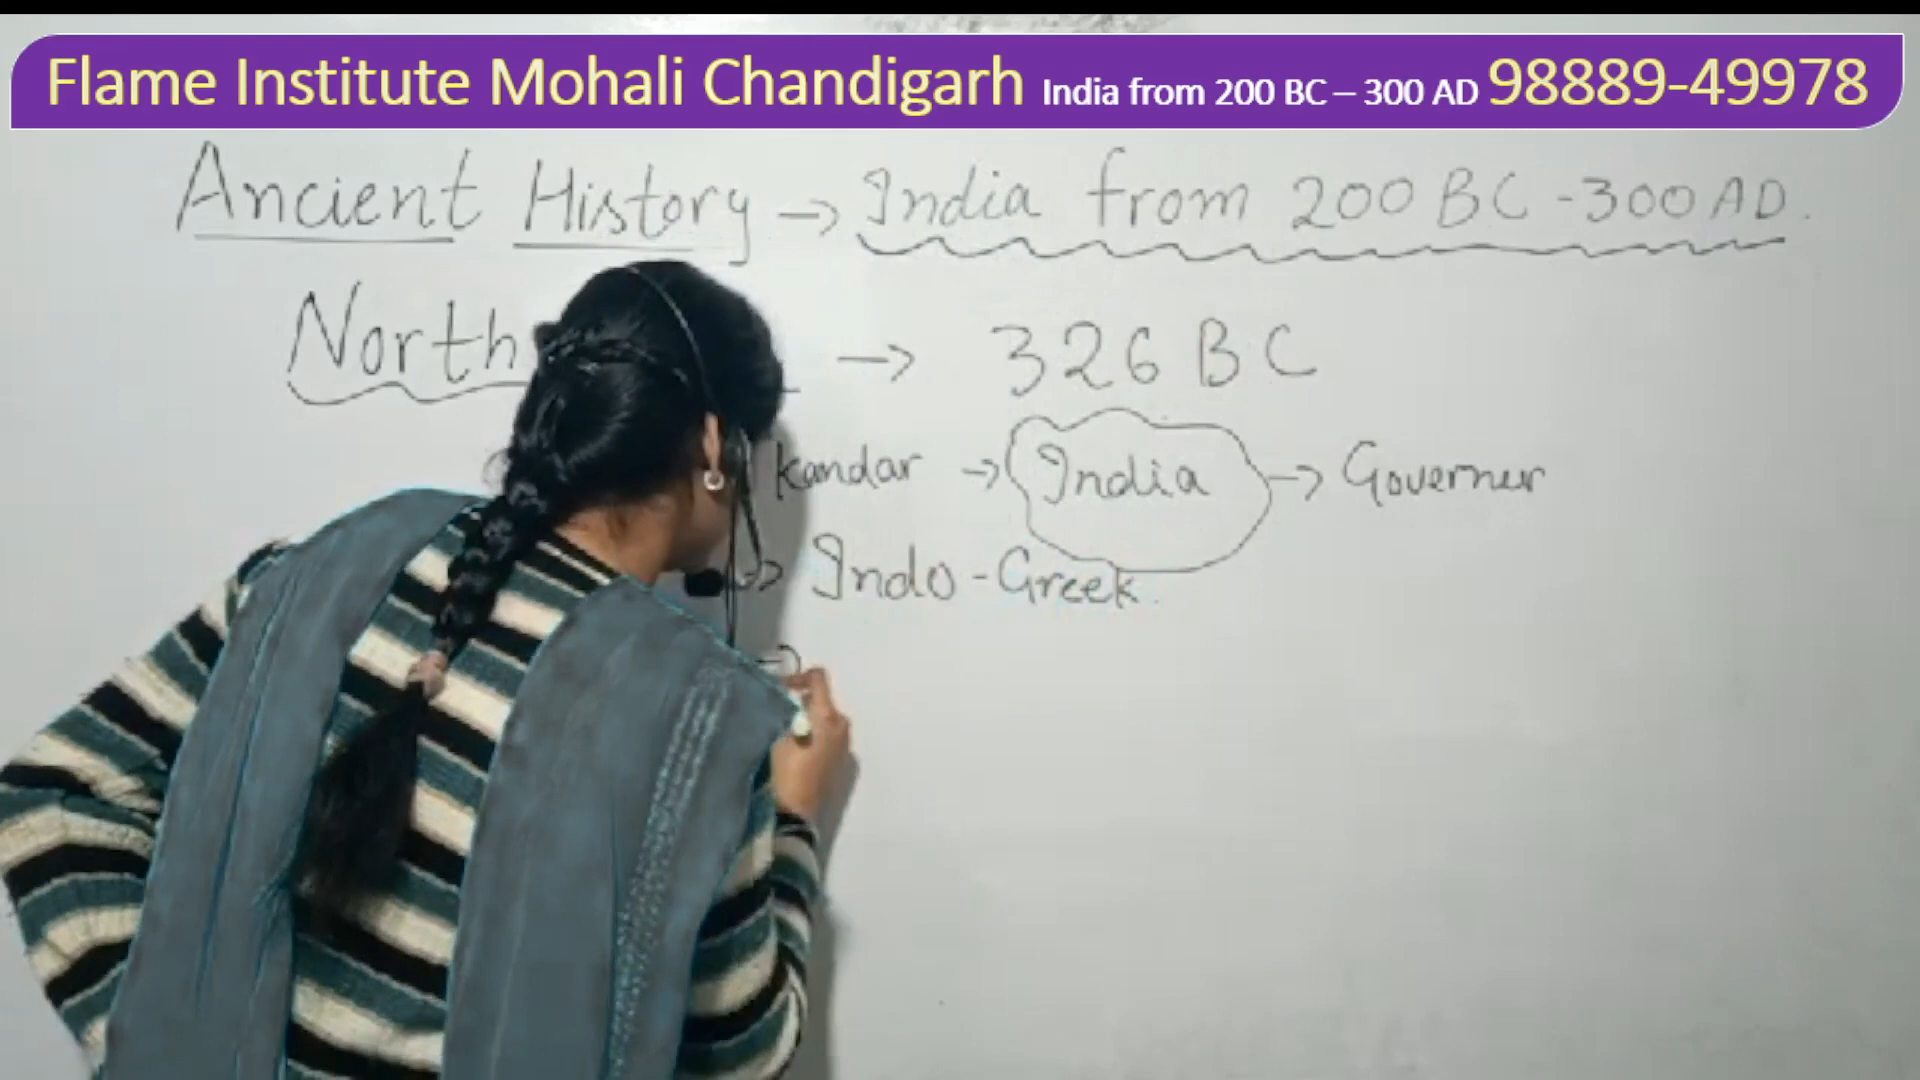 Flame Institute Mohali Chandigarh India from 200 BC – 300 AD 98889-49978
Ancient History → India from 200 BC - 300 AD.
North → 326 BC
kandar → India → Governer
→ Indo - Greek.
→